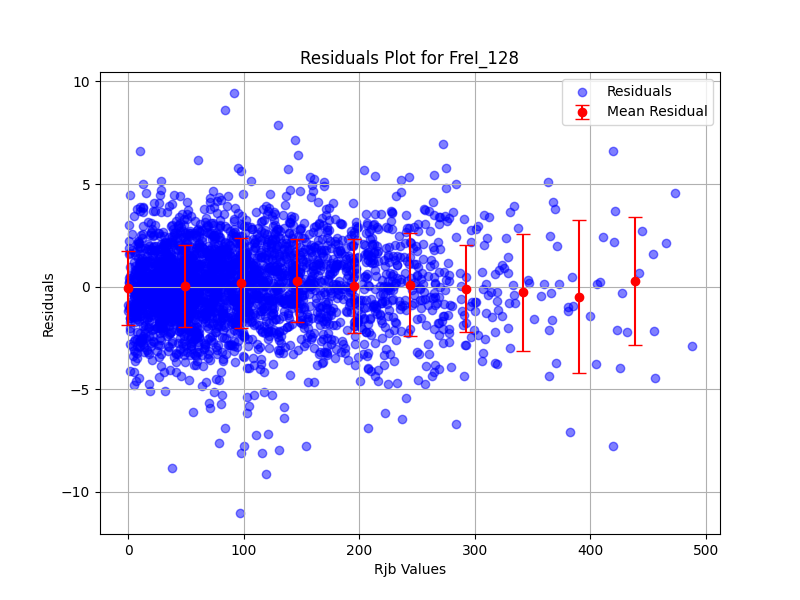 Residuals Plot for FreI_128
Residuals
Mean Residual
10
5
0
−5
−10
Residuals
0 100 200 300 400 500
Rjb Values